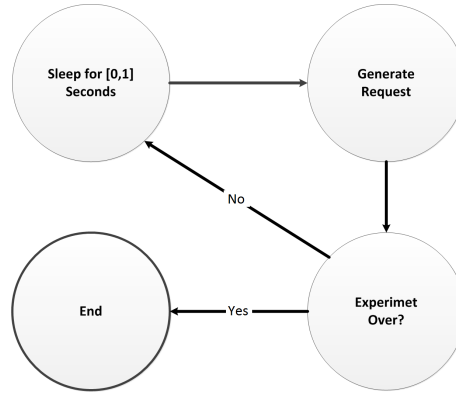 Sleep for [0,1]
Seconds
Generate
Request
No
End
Yes
Experimet
Over?